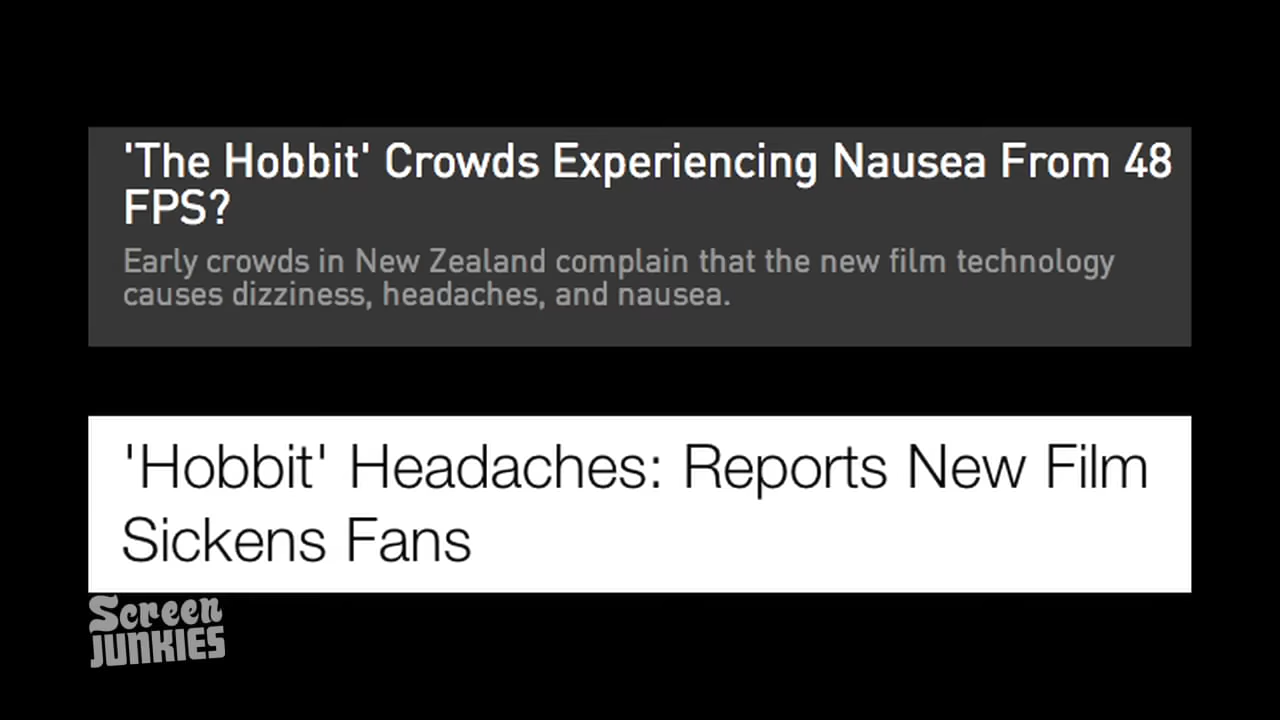 'The Hobbit' Crowds Experiencing Nausea From 48
FPS?
Early crowds in New Zealand complain that the new film technology
causes dizziness, headaches, and nausea.
'Hobbit' Headaches: Reports New Film
Sickens Fans
Screen
JUNKIES